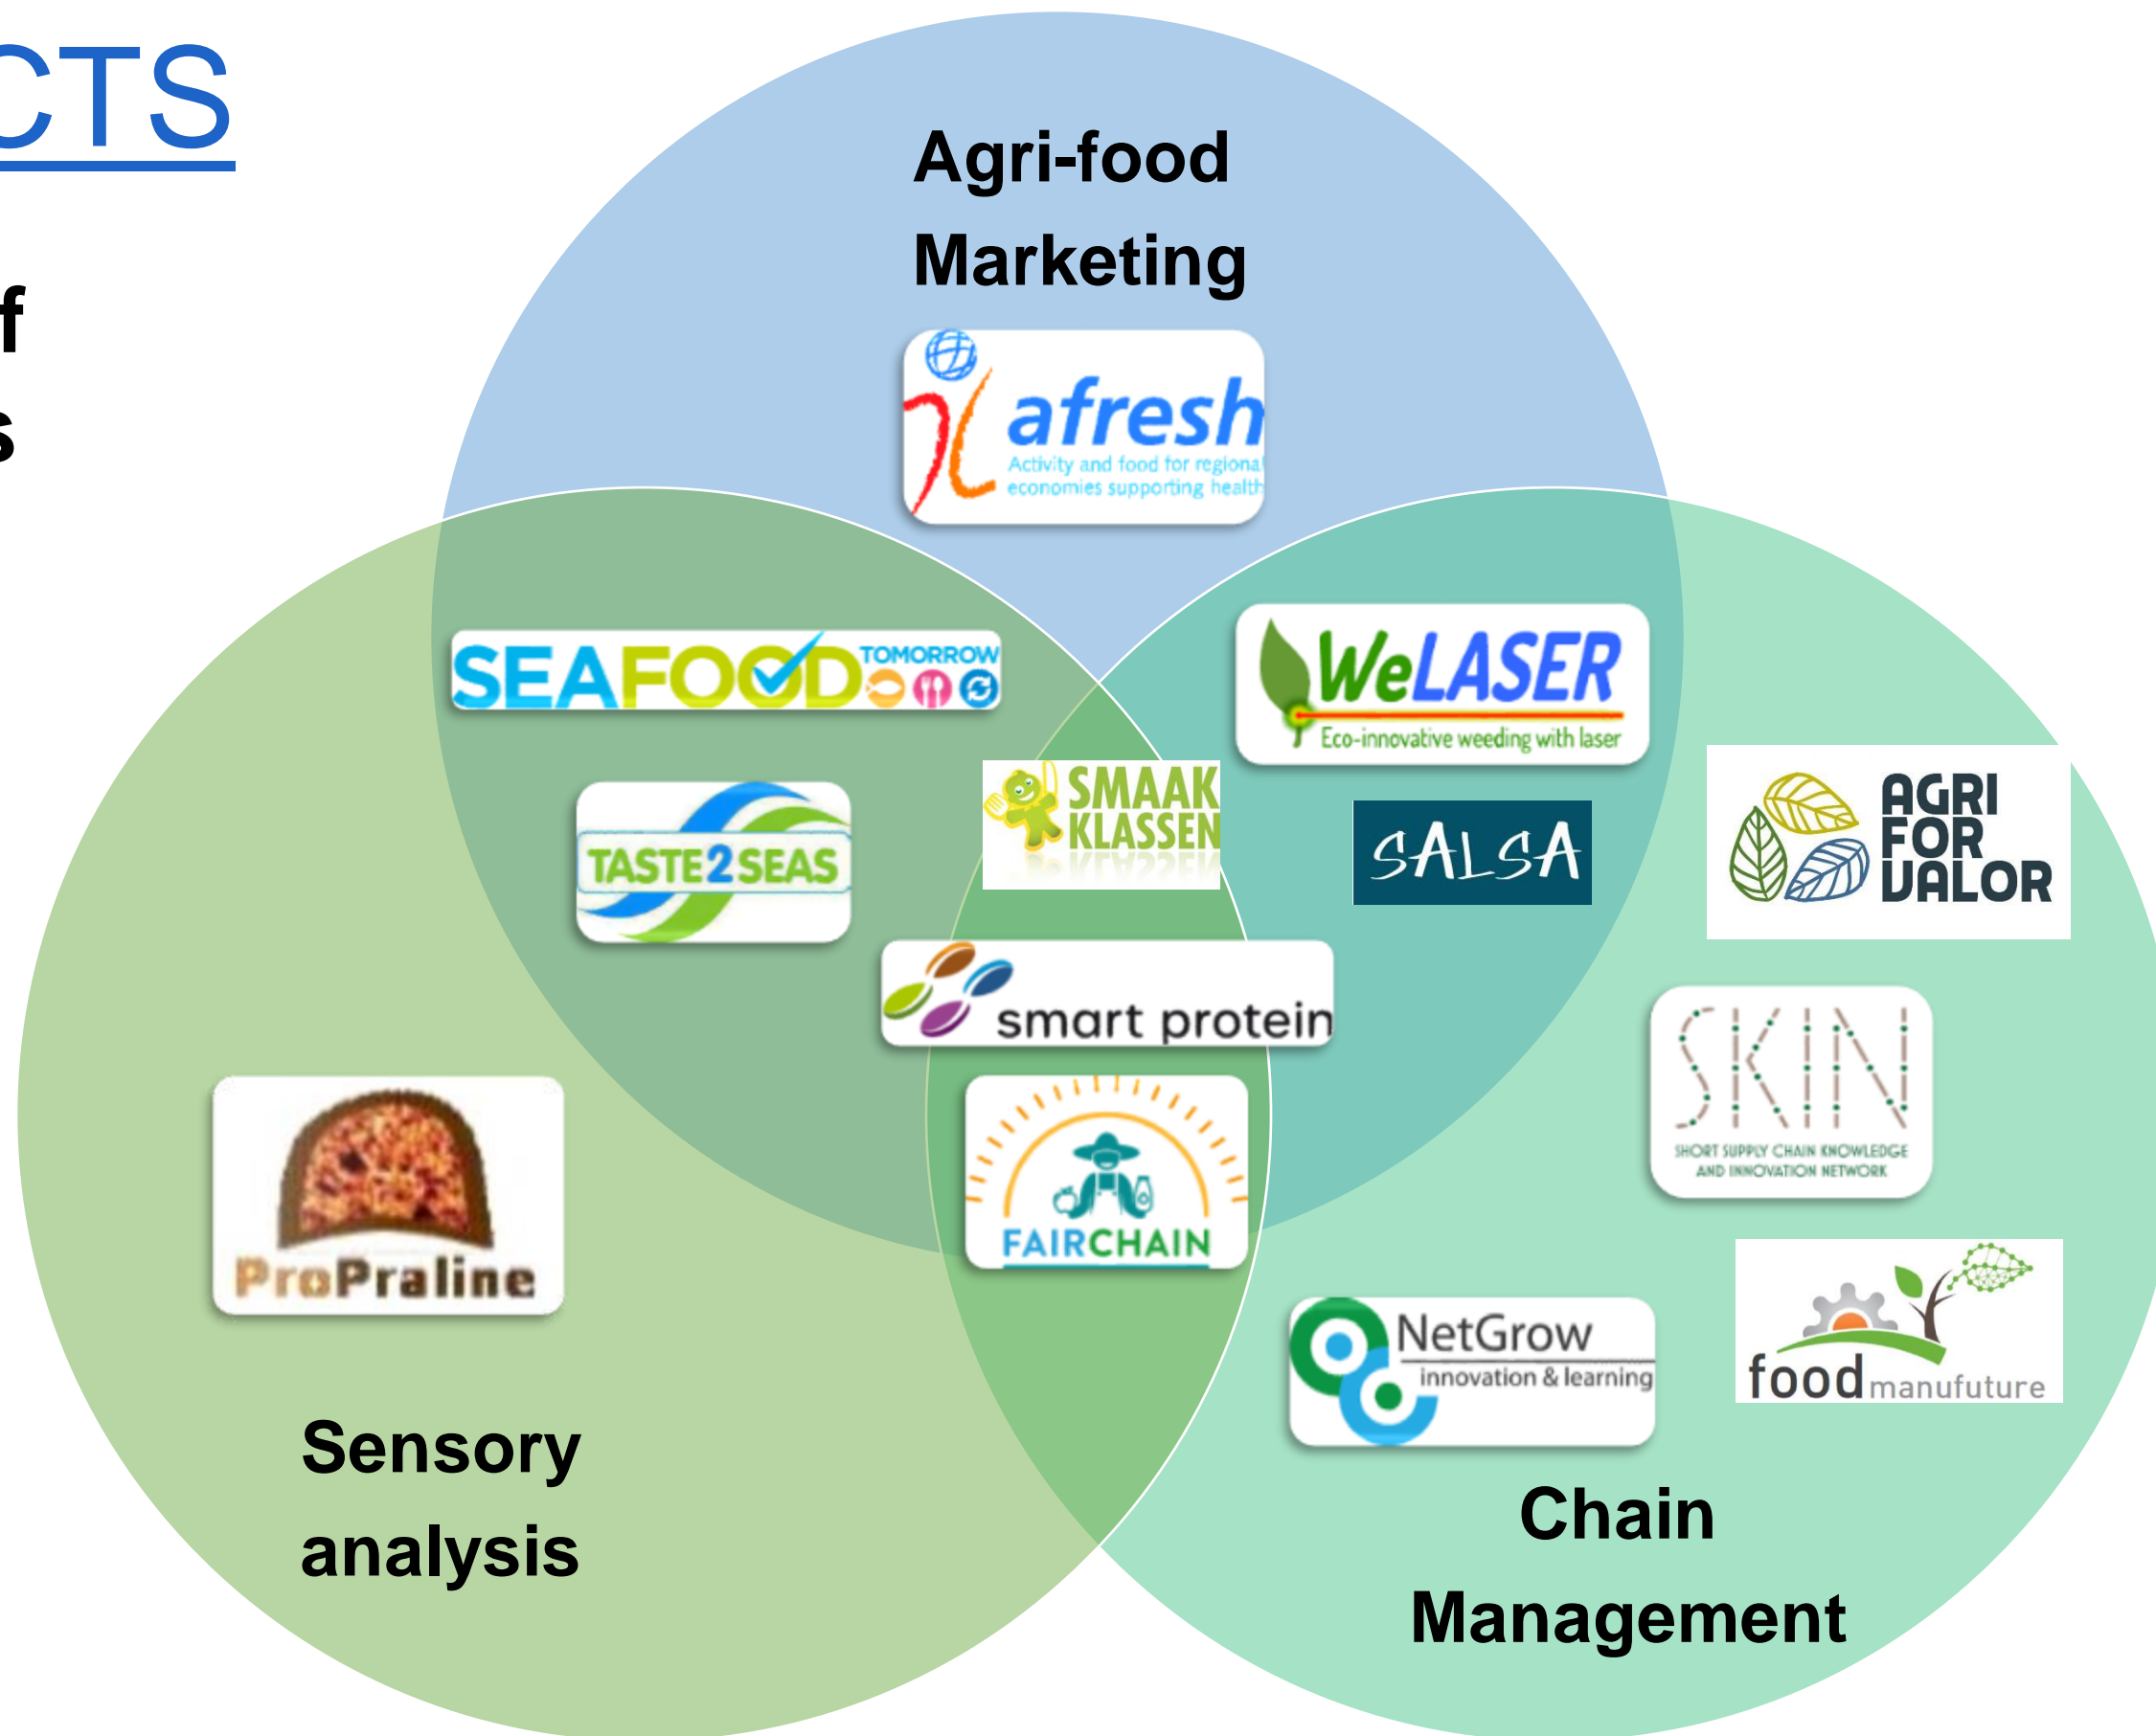 CTS
f
s
Agri-food
Marketing
afresh
Activity and food for regional
economies supporting health
SEAFOOD TOMORROW
WeLASER
Eco-innovative weeding with laser
SMAAK
KLASSEN
TASTE2SEAS
SALSA
AGRI
FOR
VALOR
smart protein
SKIN
SHORT SUPPLY CHAIN KNOWLEDGE
AND INNOVATION NETWORK
FAIRCHAIN
ProPraline
NetGrow
innovation & learning
foodmanufuture
Sensory
analysis
Chain
Management